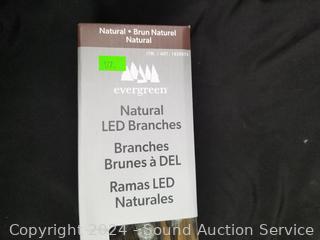 Natural • Brun Naturel
Natural
evergreen
Natural
LED Branches
Branches
Brunes à DEL
Ramas LED
Naturales
Copyright 2024 - Sound Auction Service